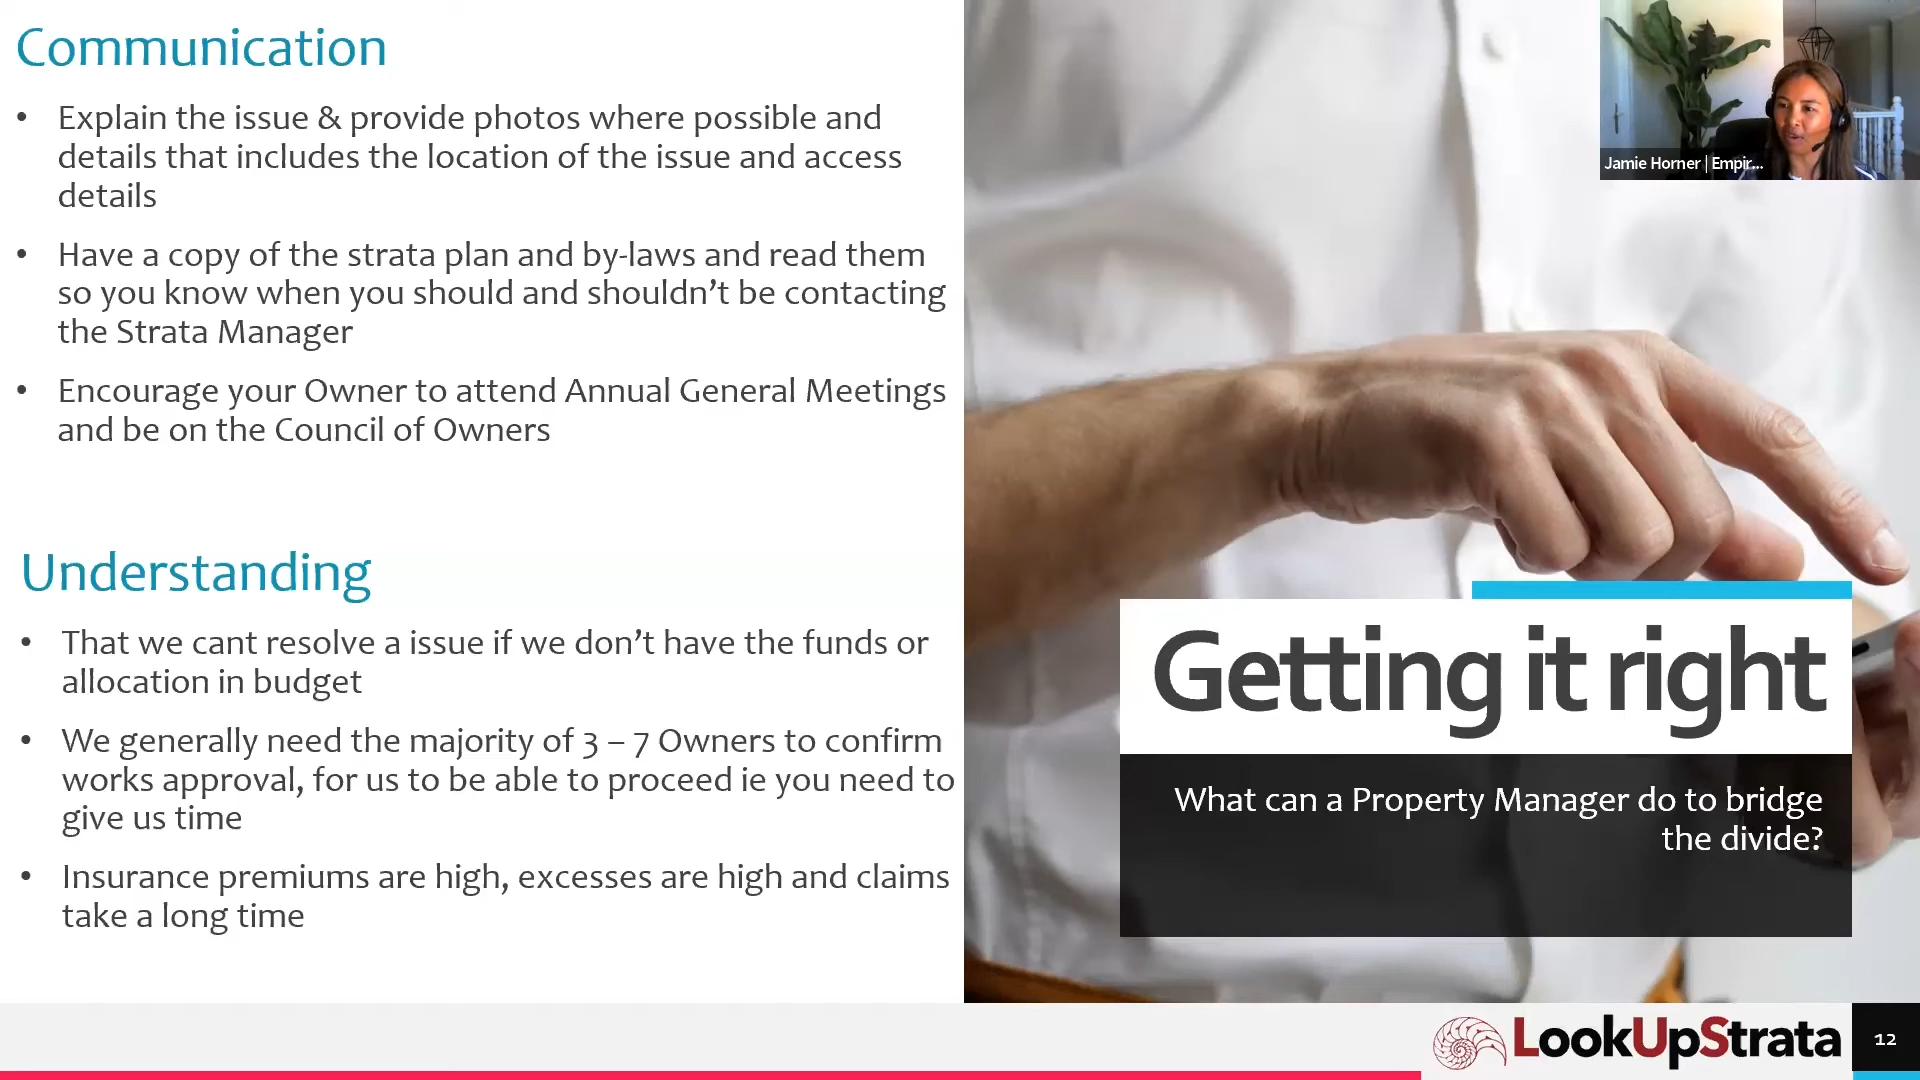 Communication
• Explain the issue & provide photos where possible and
details that includes the location of the issue and access
details
• Have a copy of the strata plan and by-laws and read them
so you know when you should and shouldn't be contacting
the Strata Manager
• Encourage your Owner to attend Annual General Meetings
and be on the Council of Owners
Understanding
• That we cant resolve a issue if we don't have the funds or
allocation in budget
• We generally need the majority of 3 – 7 Owners to confirm
works approval, for us to be able to proceed ie you need to
give us time
• Insurance premiums are high, excesses are high and claims
take a long time
Jamie Horner | Empir...
Getting it right
What can a Property Manager do to bridge
the divide?
LookUpStrata
12